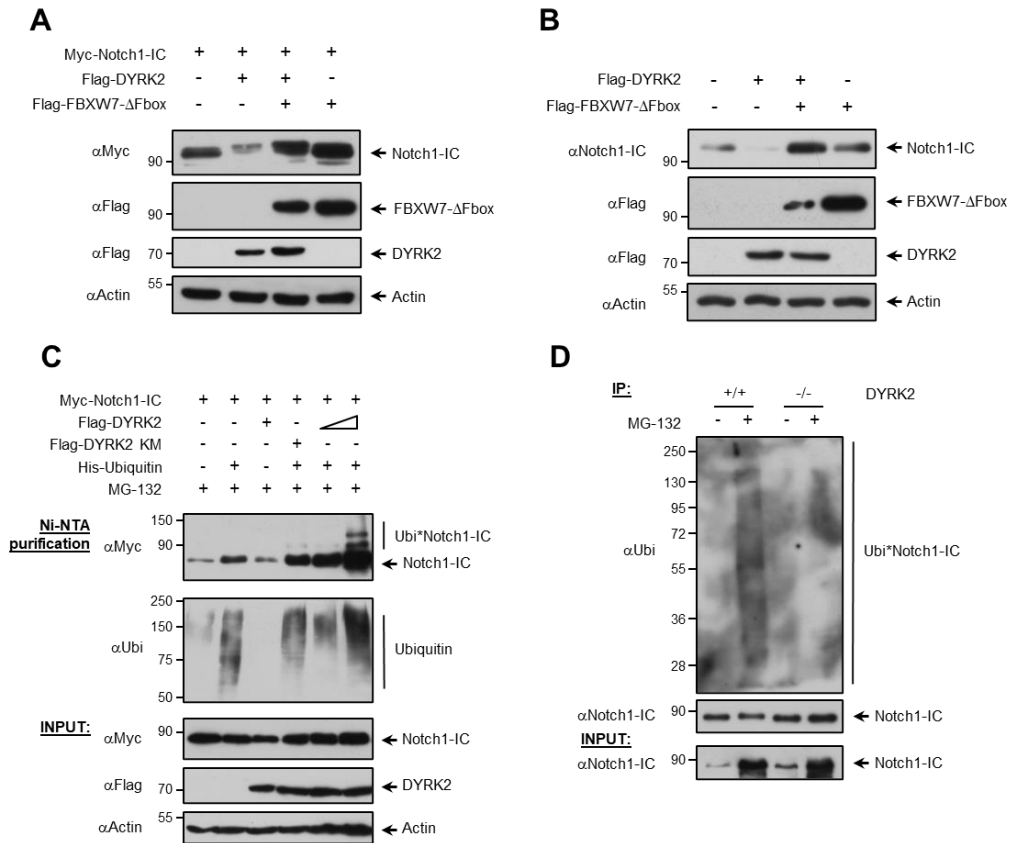 A
Myc-Notch1-IC + + + +
Flag-DYRK2 - + + -
Flag-FBXW7-ΔFbox - - + +
αMyc 90 Notch1-IC
αFlag 90 FBXW7-ΔFbox
αFlag 70 DYRK2
55
αActin Actin
B
Flag-DYRK2 - + + -
Flag-FBXW7-ΔFbox - - + +
αNotch1-IC 90 Notch1-IC
αFlag 90 FBXW7-ΔFbox
αFlag 70 DYRK2
55
αActin Actin
C
Myc-Notch1-IC + + + + + +
Flag-DYRK2 - - + -
Flag-DYRK2 KM - - - + - -
His-Ubiquitin - + - + + +
MG-132 + + + + + +
Ni-NTA
purification
αMyc
150
90
Ubi*Notch1-IC
Notch1-IC
αUbi
250
150
75
50
Ubiquitin
INPUT:
αMyc 90 Notch1-IC
αFlag 70 DYRK2
55
αActin Actin
D
IP: +/+ -/- DYRK2
MG-132 - + - +
αUbi
250
130
95
72
55
36
28
Ubi*Notch1-IC
αNotch1-IC 90 Notch1-IC
INPUT:
αNotch1-IC 90 Notch1-IC